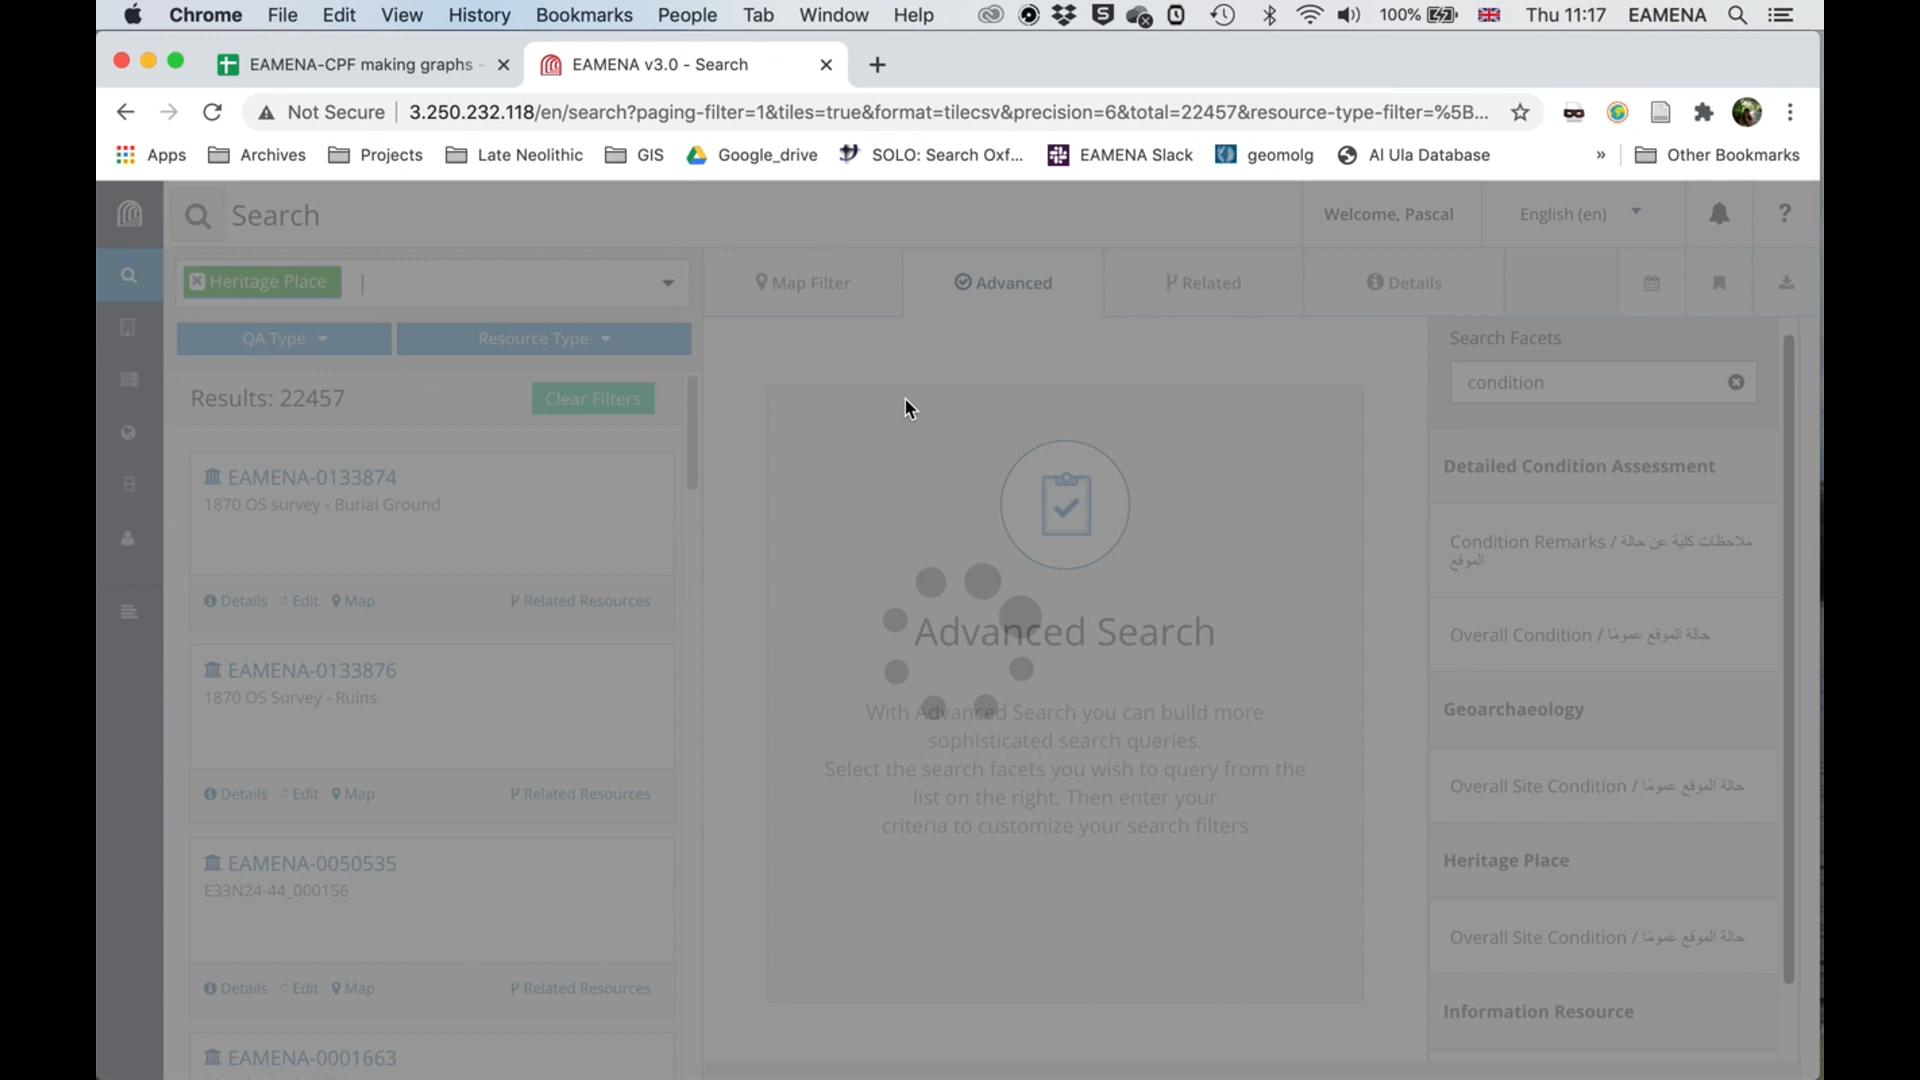 Chrome File Edit View History Bookmarks People Tab Window Help 100% Thu 11:17 EAMENA
EAMENA-CPF making graphs - EAMENA v3.0 - Search
Not Secure 3.250.232.118/en/search?paging-filter=1&tiles=true&format=tilecsv&precision=6&total=22457&resource-type-filter=%5B...
Apps Archives Projects Late Neolithic GIS Google_drive SOLO: Search Oxf... EAMENA Slack geomolg Al Ula Database » Other Bookmarks
Search Welcome, Pascal English (en) ?
Heritage Place Map Filter Advanced Related Details
QA Type Resource Type
Search Facets
condition
Results: 22457 Clear Filters
EAMENA-0133874
1870 OS survey - Burial Ground
Details Edit Map Related Resources
EAMENA-0133876
1870 OS Survey - Ruins
Details Edit Map Related Resources
EAMENA-0050535
E33N24-44_000156
Details Edit Map Related Resources
EAMENA-0001663
Advanced Search
With Advanced Search you can build more
sophisticated search queries.
Select the search facets you wish to query from the
list on the right. Then enter your
criteria to customize your search filters
Detailed Condition Assessment
Condition Remarks / ملاحظات كلية عن حالة
الموقع
Overall Condition / حالة الموقع عمومًا
Geoarchaeology
Overall Site Condition / حالة الموقع عمومًا
Heritage Place
Overall Site Condition / حالة الموقع عمومًا
Information Resource